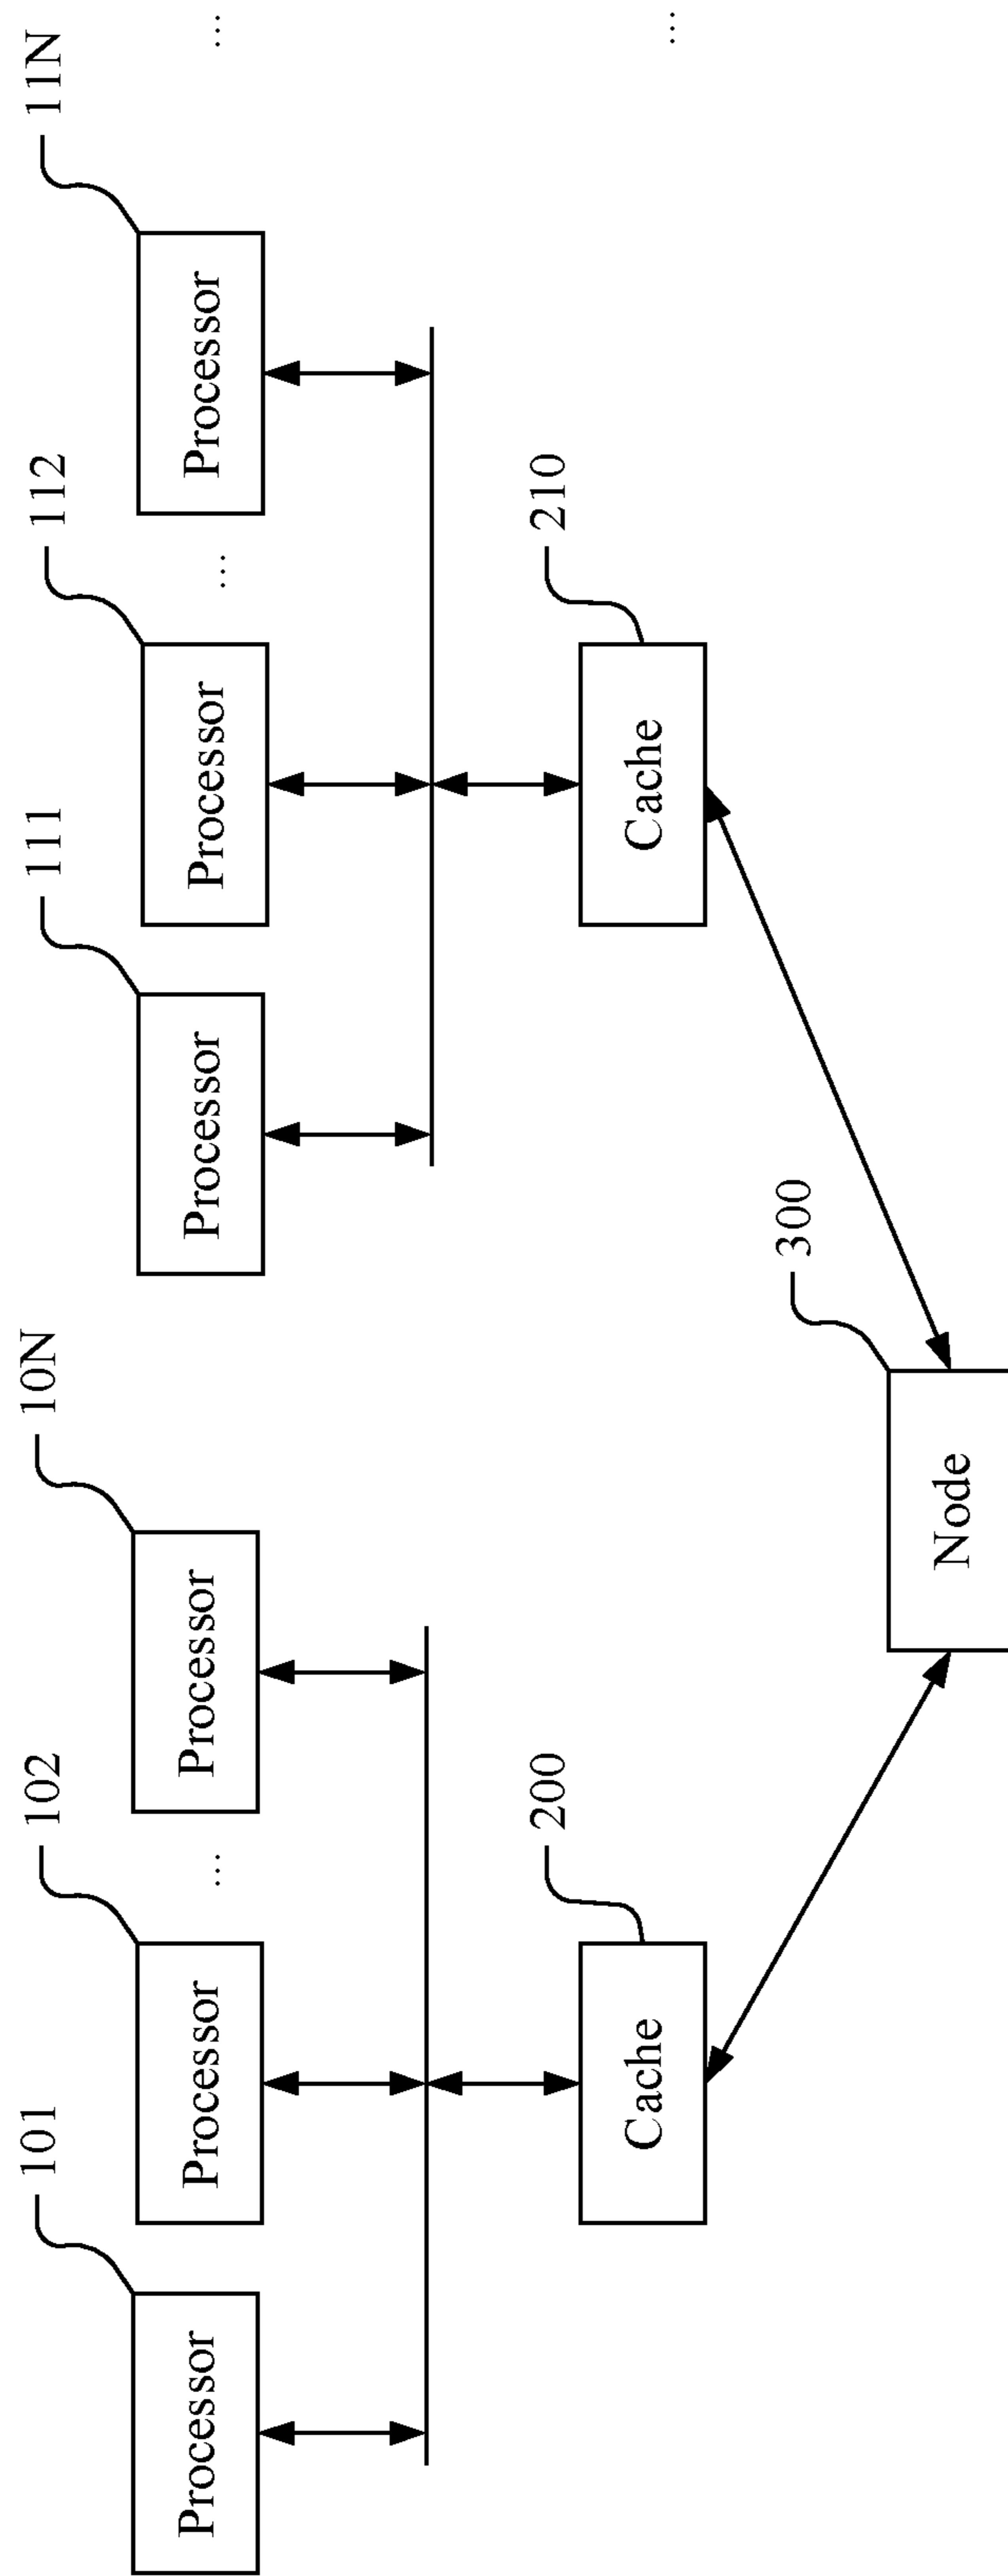 101
102
10N
111
112
11N
Processor
Processor
...
Processor
Processor
Processor
...
Processor
...
200
210
Cache
Cache
...
300
Node